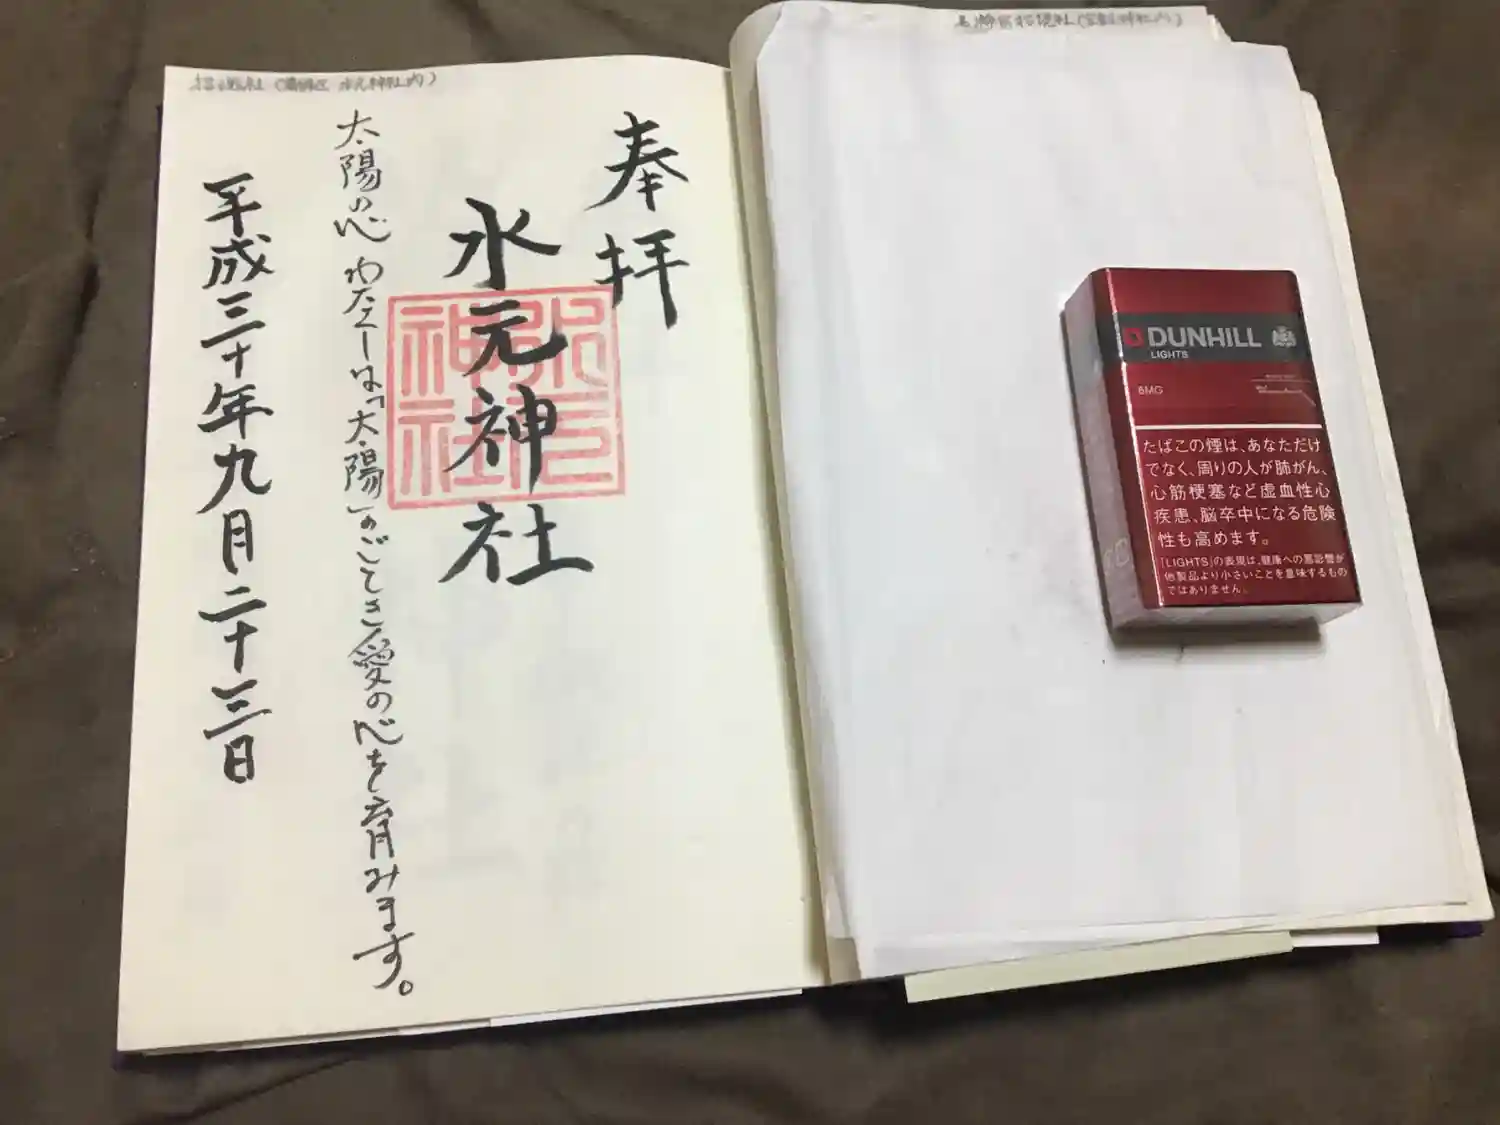 奉拝
水元神社
水元神社
太陽の心 わたくしは「太陽」のごとき愛の心を育みます。
平成三十年九月二十三日
DUNHILL
LIGHTS
6MG
たばこの煙は、あなただけ
でなく、周りの人が肺がん、
心筋梗塞など虚血性心
疾患、脳卒中になる危険
性も高めます。
「LIGHTS」の表現は、健康への悪影響が
他製品より小さいことを意味するもの
ではありません。